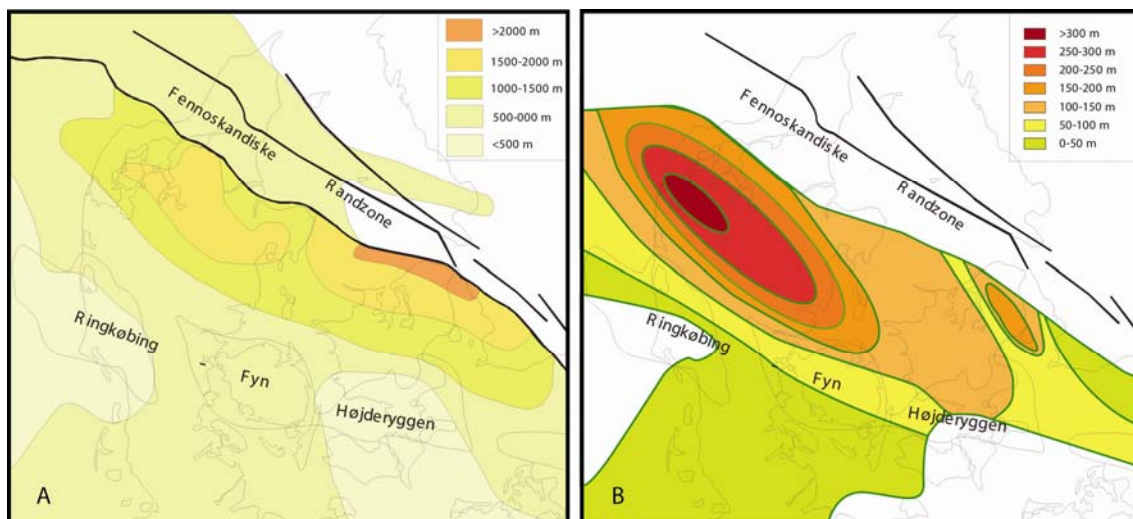 >2000 m
1500-2000 m
1000-1500 m
500-000 m
<500 m
Fennoskandiske
Randzone
Ringkøbing
Fyn
Højderyggen
A
>300 m
250-300 m
200-250 m
150-200 m
100-150 m
50-100 m
0-50 m
Fennoskandiske
Randzone
Ringkøbing
Fyn
Højderyggen
B